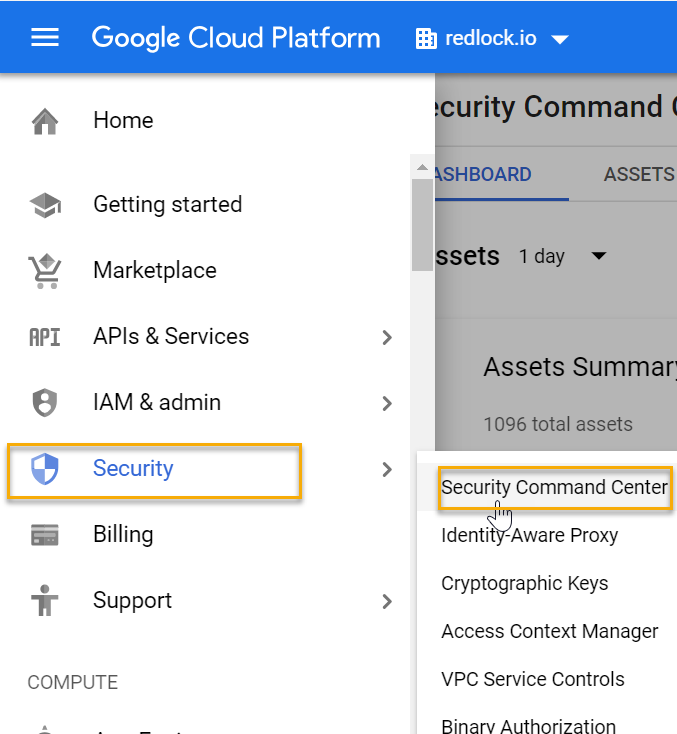 Google Cloud Platform redlock.io
Home
ecurity Command
ASHBOARD ASSETS
Getting started
ssets 1 day
Marketplace
API APIs & Services
Assets Summary
IAM & admin
1096 total assets
Security
Security Command Center
Billing
Identity-Aware Proxy
Cryptographic Keys
Support
Access Context Manager
COMPUTE
VPC Service Controls
Binary Authorization